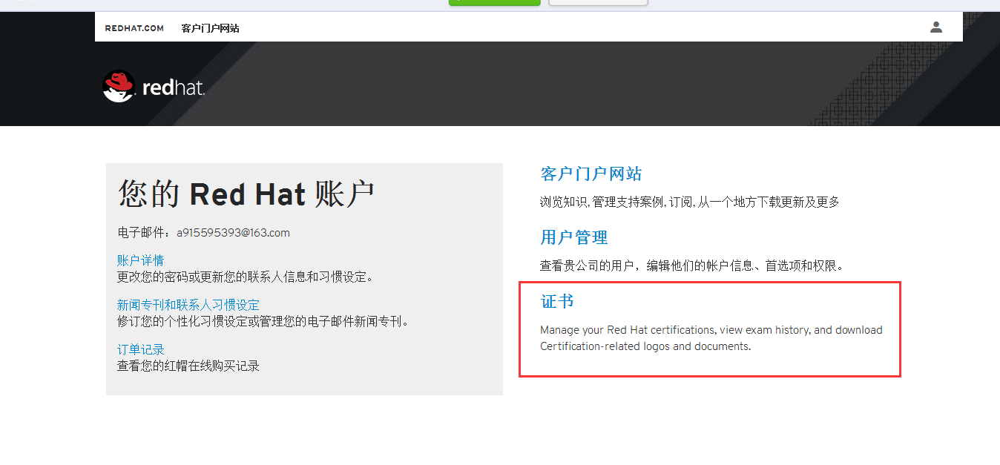 REDHAT.COM 客户门户网站
redhat.
您的 Red Hat 账户
电子邮件：a915595393@163.com
账户详情
更改您的密码或更新您的联系人信息和习惯设定。
新闻专刊和联系人习惯设定
修订您的个性化习惯设定或管理您的电子邮件新闻专刊。
订单记录
查看您的红帽在线购买记录
客户门户网站
浏览知识, 管理支持案例, 订阅, 从一个地方下载更新及更多
用户管理
查看贵公司的用户，编辑他们的帐户信息、首选项和权限。
证书
Manage your Red Hat certifications, view exam history, and download
Certification-related logos and documents.